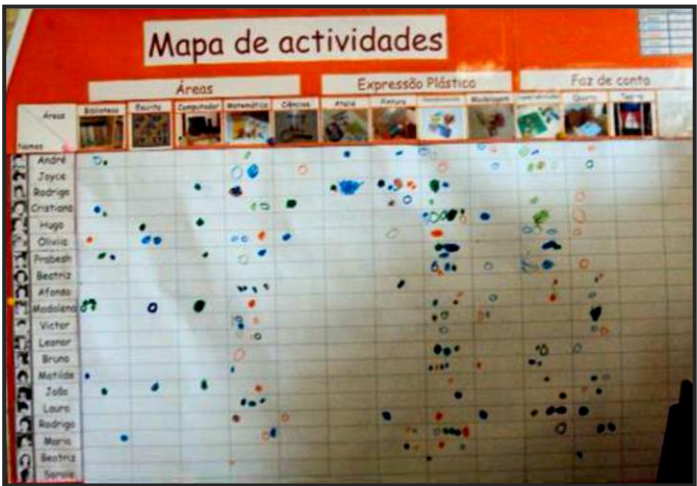 Mapa de actividades
Áreas Expressão Plástica Faz de conta
Áreas Biblioteca Escrita Computador Matemática Ciências Ateliê Pintura Modelagem Quarto Teatro
Nomes
André
Joyce
Rodrigo
Cristiano
Hugo
Olivia
Prabesh
Beatriz
Afonso
Madalena
Victor
Leonor
Bruno
Matilde
João
Laura
Rodrigo
Maria
Beatriz